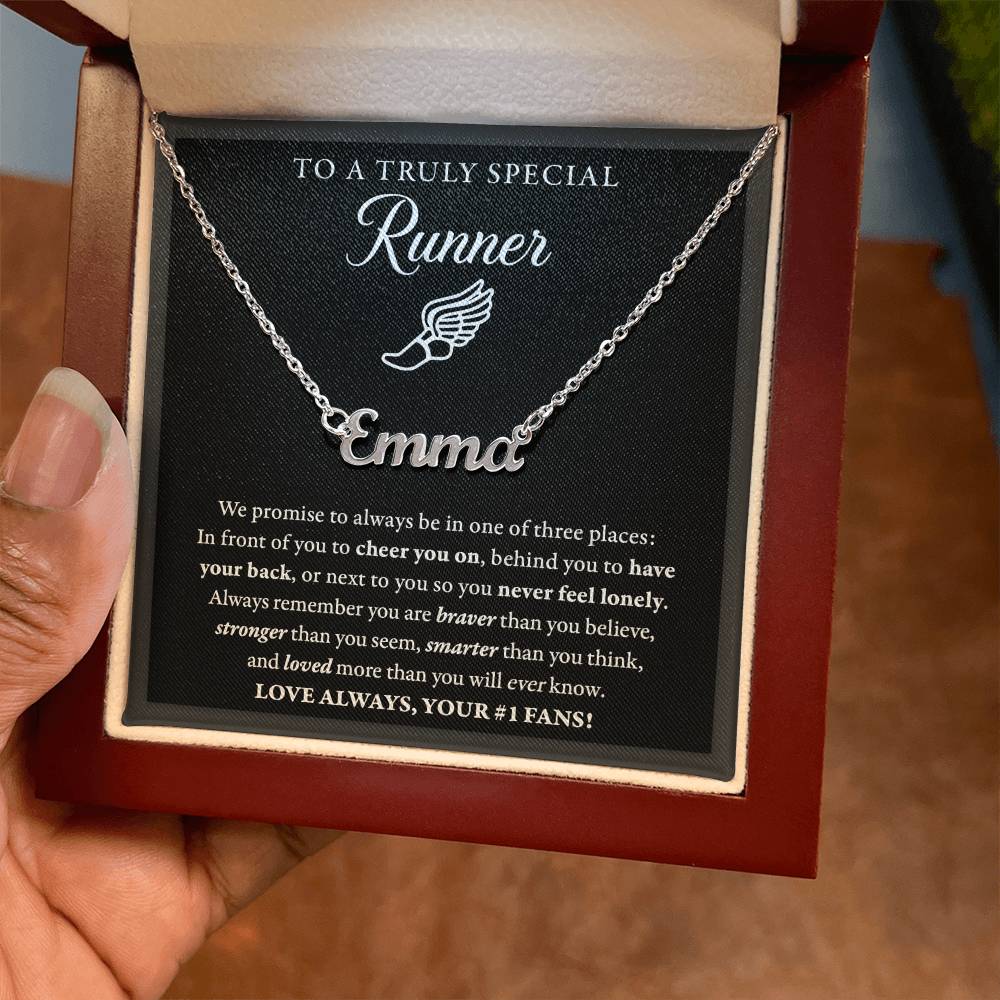 TO A TRULY SPECIAL
Runner
Emma
We promise to always be in one of three places:
In front of you to cheer you on, behind you to have
your back, or next to you so you never feel lonely.
Always remember you are braver than you believe,
stronger than you seem, smarter than you think,
and loved more than you will ever know.
LOVE ALWAYS, YOUR #1 FANS!